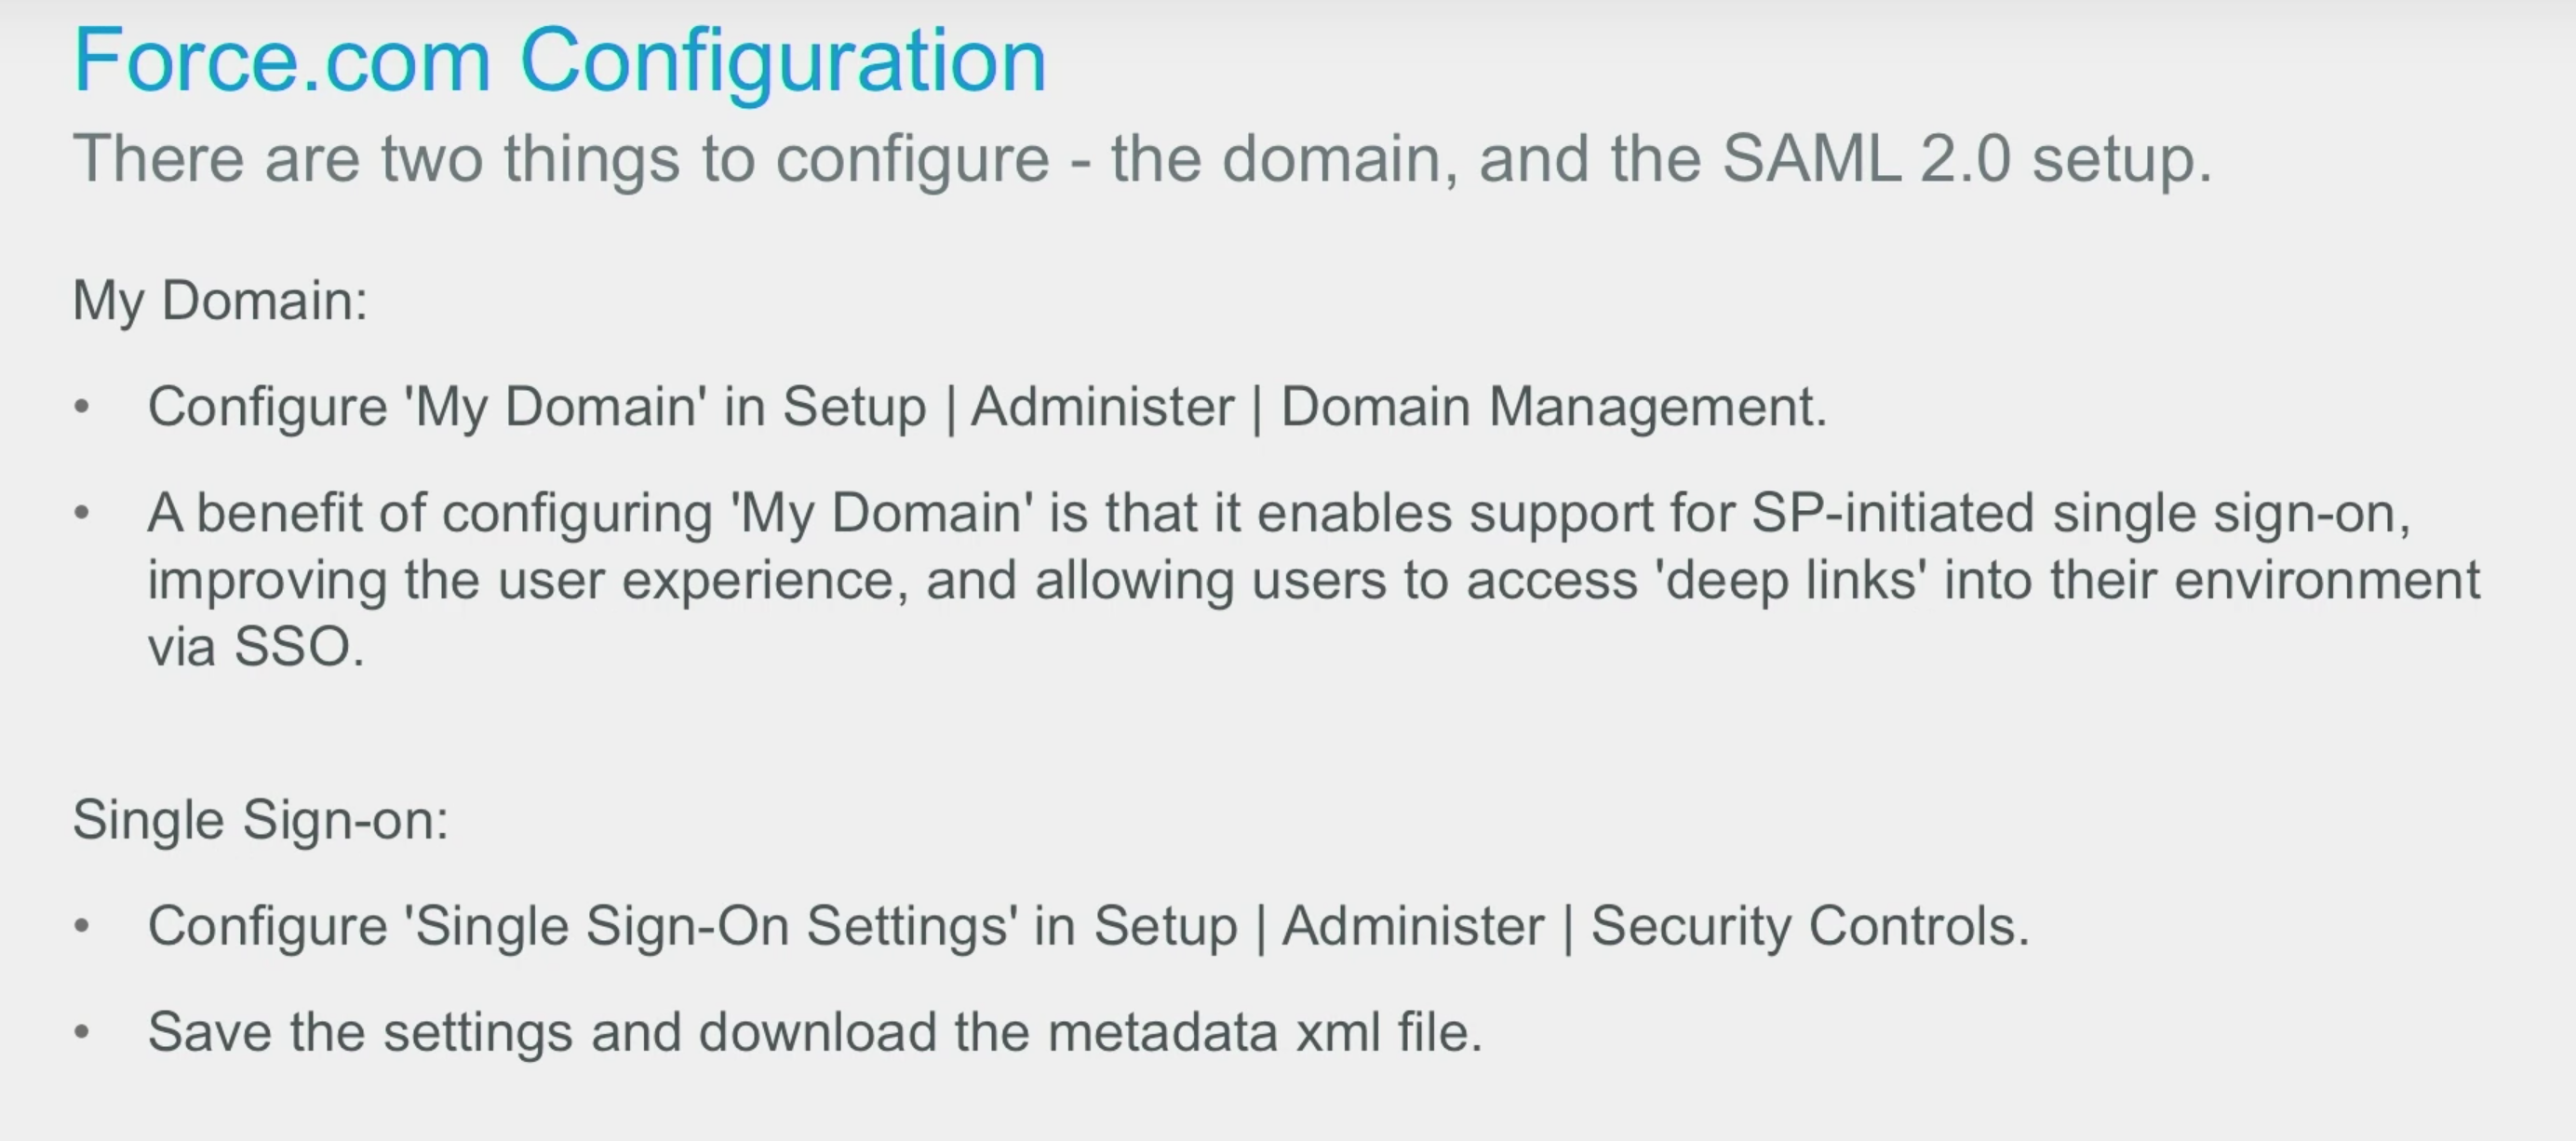 Force.com Configuration
There are two things to configure - the domain, and the SAML 2.0 setup.
My Domain:
• Configure 'My Domain' in Setup | Administer | Domain Management.
• A benefit of configuring 'My Domain' is that it enables support for SP-initiated single sign-on,
improving the user experience, and allowing users to access 'deep links' into their environment
via SSO.
Single Sign-on:
• Configure 'Single Sign-On Settings' in Setup | Administer | Security Controls.
• Save the settings and download the metadata xml file.